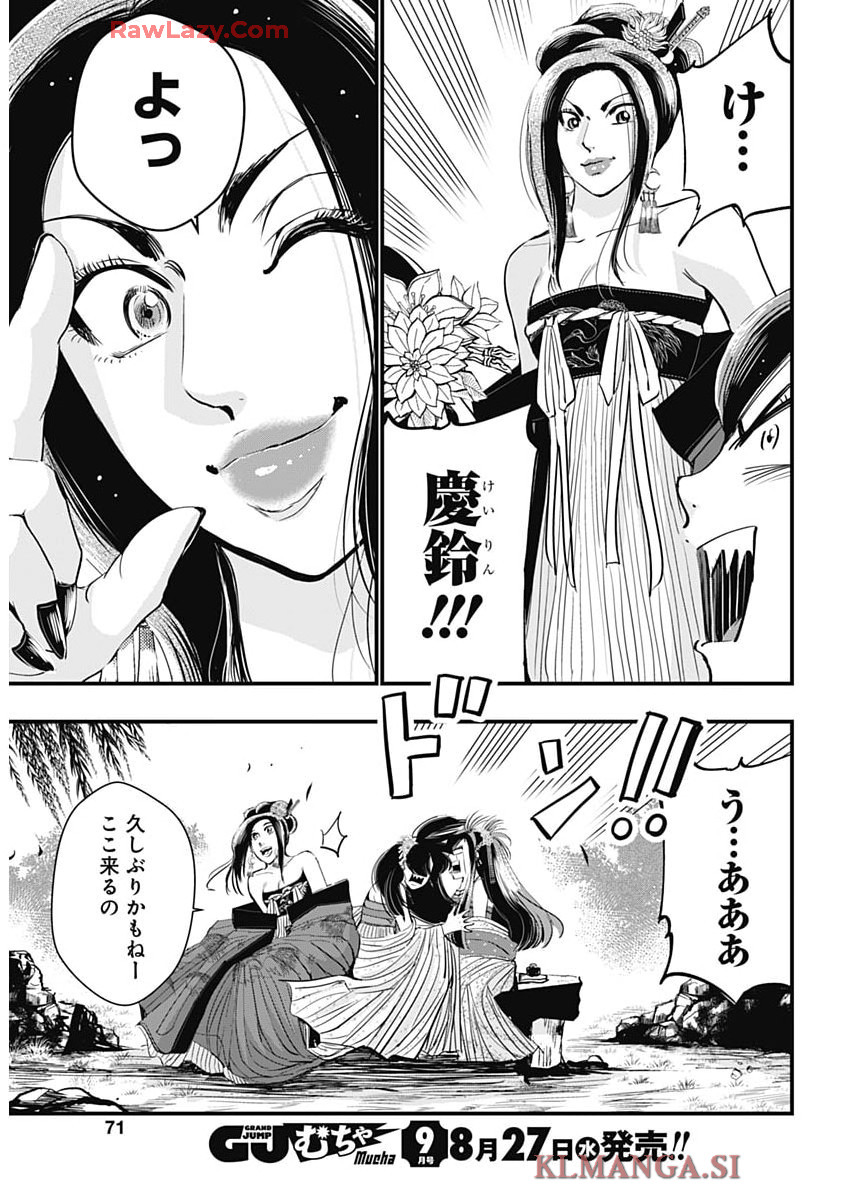 RawLazy.Com
け…
慶鈴!!!
けいりん
よっ
ドン!!
う…あああ
久しぶりかもねー
ここ来るの
71
GRAND JUMP
GJ むちゃ
Mucha
9月号 8月27日水発売!!
KLMANGA.SI